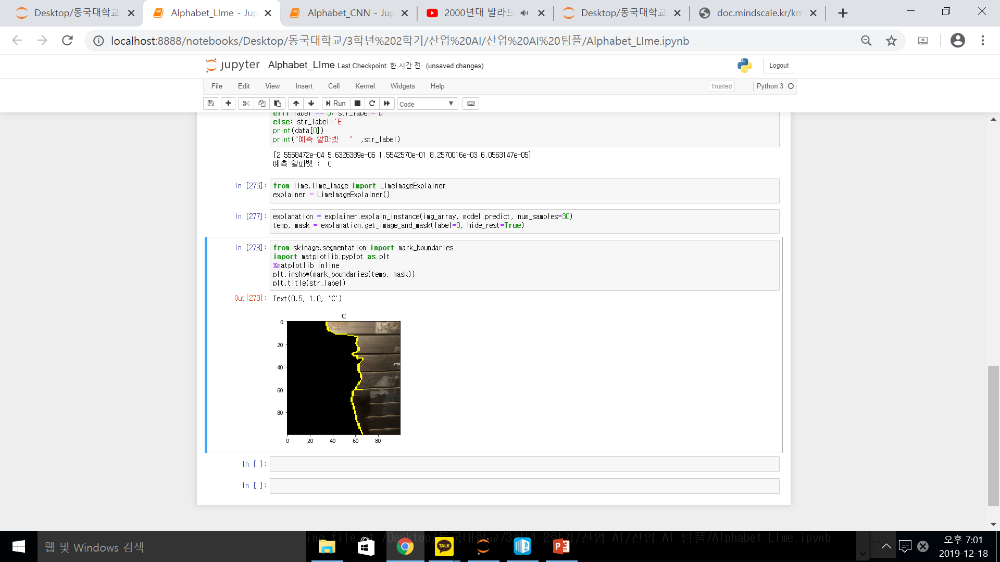 Desktop/동국대학교/
Alphabet_LIme - Jup
Alphabet_CNN - Jup
2000년대 발라드
Desktop/동국대학교
doc.mindscale.kr/km
localhost:8888/notebooks/Desktop/동국대학교/3학년%202학기/산업%20AI/산업%20AI%20팀플/Alphabet_LIme.ipynb
jupyter Alphabet_LIme Last Checkpoint: 한 시간 전 (unsaved changes)
Logout
File Edit View Insert Cell Kernel Widgets Help
Trusted
Python 3
Run
Code
elif label == 3: str_label='D'
else: str_label='E'
print(data[0])
print("예측 알파벳 : " ,str_label)
[2.5558472e-04 5.6326389e-06 1.5542570e-01 8.2570016e-03 6.0563147e-05]
예측 알파벳 :  C
In [276]:
from lime.lime_image import LimeImageExplainer
explainer = LimeImageExplainer()
In [277]:
explanation = explainer.explain_instance(img_array, model.predict, num_samples=30)
temp, mask = explanation.get_image_and_mask(label=0, hide_rest=True)
In [278]:
from skimage.segmentation import mark_boundaries
import matplotlib.pyplot as plt
%matplotlib inline
plt.imshow(mark_boundaries(temp, mask))
plt.title(str_label)
Out[278]: Text(0.5, 1.0, 'C')
C
0
20
40
60
80
0 20 40 60 80
In [ ]:
In [ ]:
ing file at /Desktop/동국대학교/3학년 2학기/산업 AI/산업 AI 팀플/Alphabet_LIme.ipynb
웹 및 Windows 검색
TALK
오후 7:01
2019-12-18